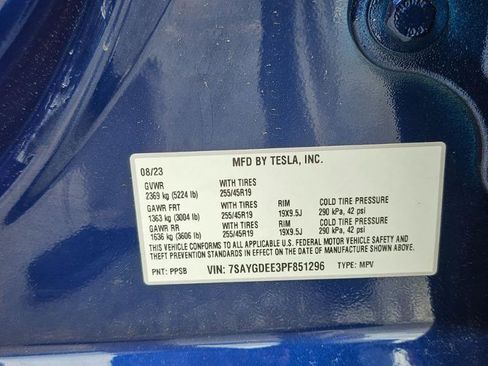 MFD BY TESLA, INC.
08/23
GVWR WITH TIRES
2369 kg (5224 lb) 255/45R19
GAWR FRT WITH TIRES RIM COLD TIRE PRESSURE
1363 kg (3004 lb) 255/45R19 19X9.5J 290 kPa, 42 psi
GAWR RR WITH TIRES RIM COLD TIRE PRESSURE
1636 kg (3606 lb) 255/45R19 19X9.5J 290 kPa, 42 psi
THIS VEHICLE CONFORMS TO ALL APPLICABLE U.S. FEDERAL MOTOR VEHICLE SAFETY AND
THEFT PREVENTION STANDARDS IN EFFECT ON THE DATE OF MANUFACTURE SHOWN ABOVE.
PNT: PPSB VIN: 7SAYGDEE3PF851296 TYPE: MPV